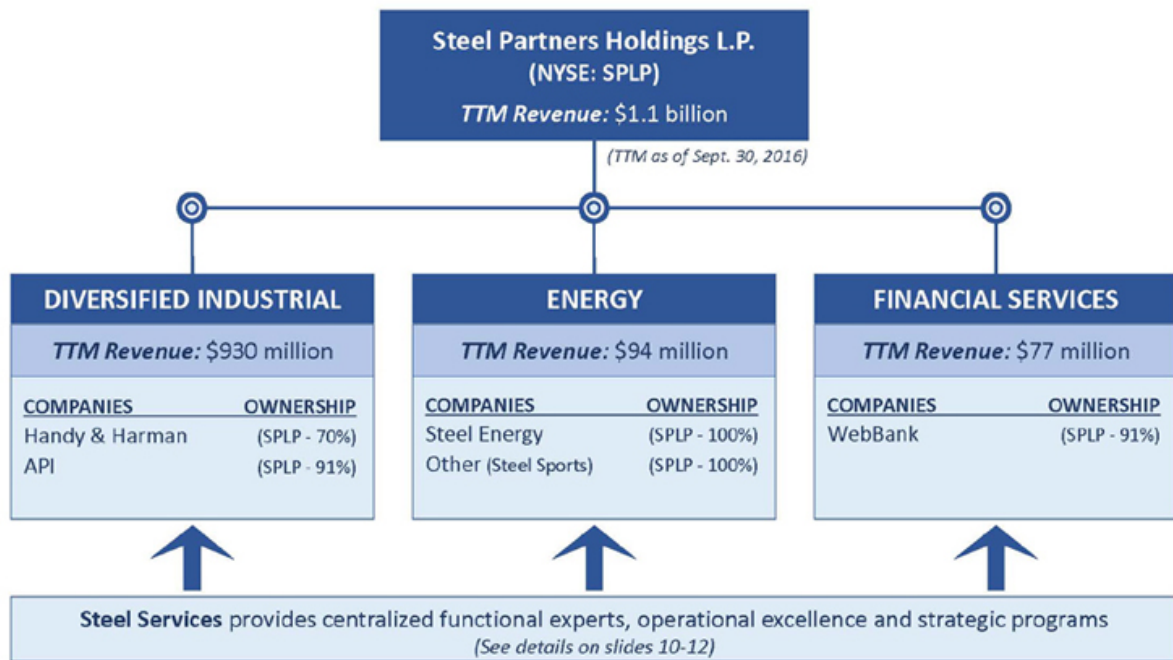 Steel Partners Holdings L.P.
(NYSE: SPLP)
TTM Revenue: $1.1 billion
(TTM as of Sept. 30, 2016)
DIVERSIFIED INDUSTRIAL
TTM Revenue: $930 million
COMPANIES OWNERSHIP
Handy & Harman (SPLP - 70%)
API (SPLP - 91%)
ENERGY
TTM Revenue: $94 million
COMPANIES OWNERSHIP
Steel Energy (SPLP - 100%)
Other (Steel Sports) (SPLP - 100%)
FINANCIAL SERVICES
TTM Revenue: $77 million
COMPANIES OWNERSHIP
WebBank (SPLP - 91%)
Steel Services provides centralized functional experts, operational excellence and strategic programs
(See details on slides 10-12)